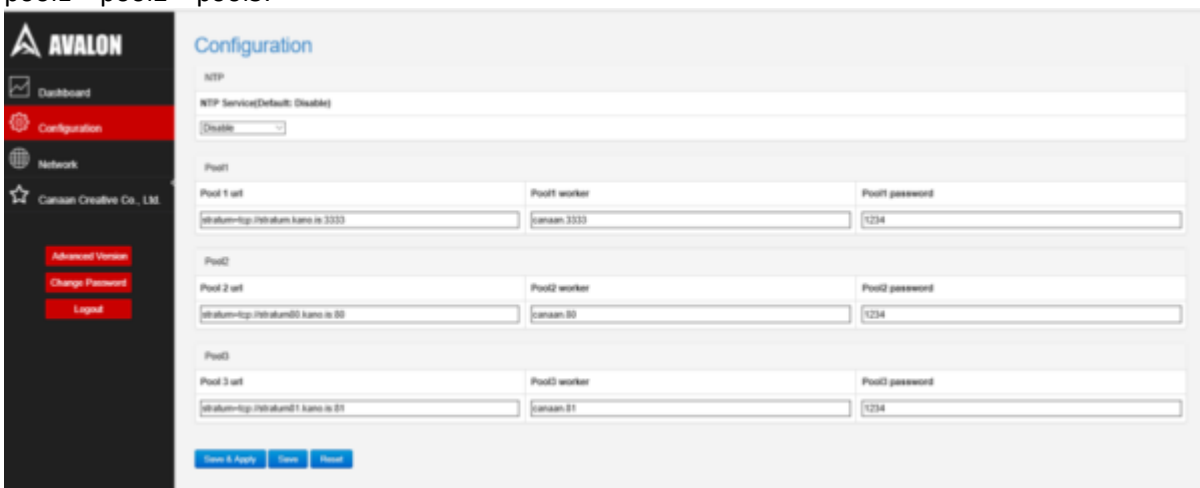 AVALON
Dashboard
Configuration
Network
Canaan Creative Co., Ltd.
Advanced Version
Change Password
Logout
Configuration
NTP
NTP Service(Default: Disable)
Disable
Pool1
Pool 1 url Pool1 worker Pool1 password
stratum+tcp://stratum.kano.is:3333 canaan.3333 1234
Pool2
Pool 2 url Pool2 worker Pool2 password
stratum+tcp://stratum80.kano.is:80 canaan.80 1234
Pool3
Pool 3 url Pool3 worker Pool3 password
stratum+tcp://stratum81.kano.is:81 canaan.81 1234
Save & Apply Save Reset